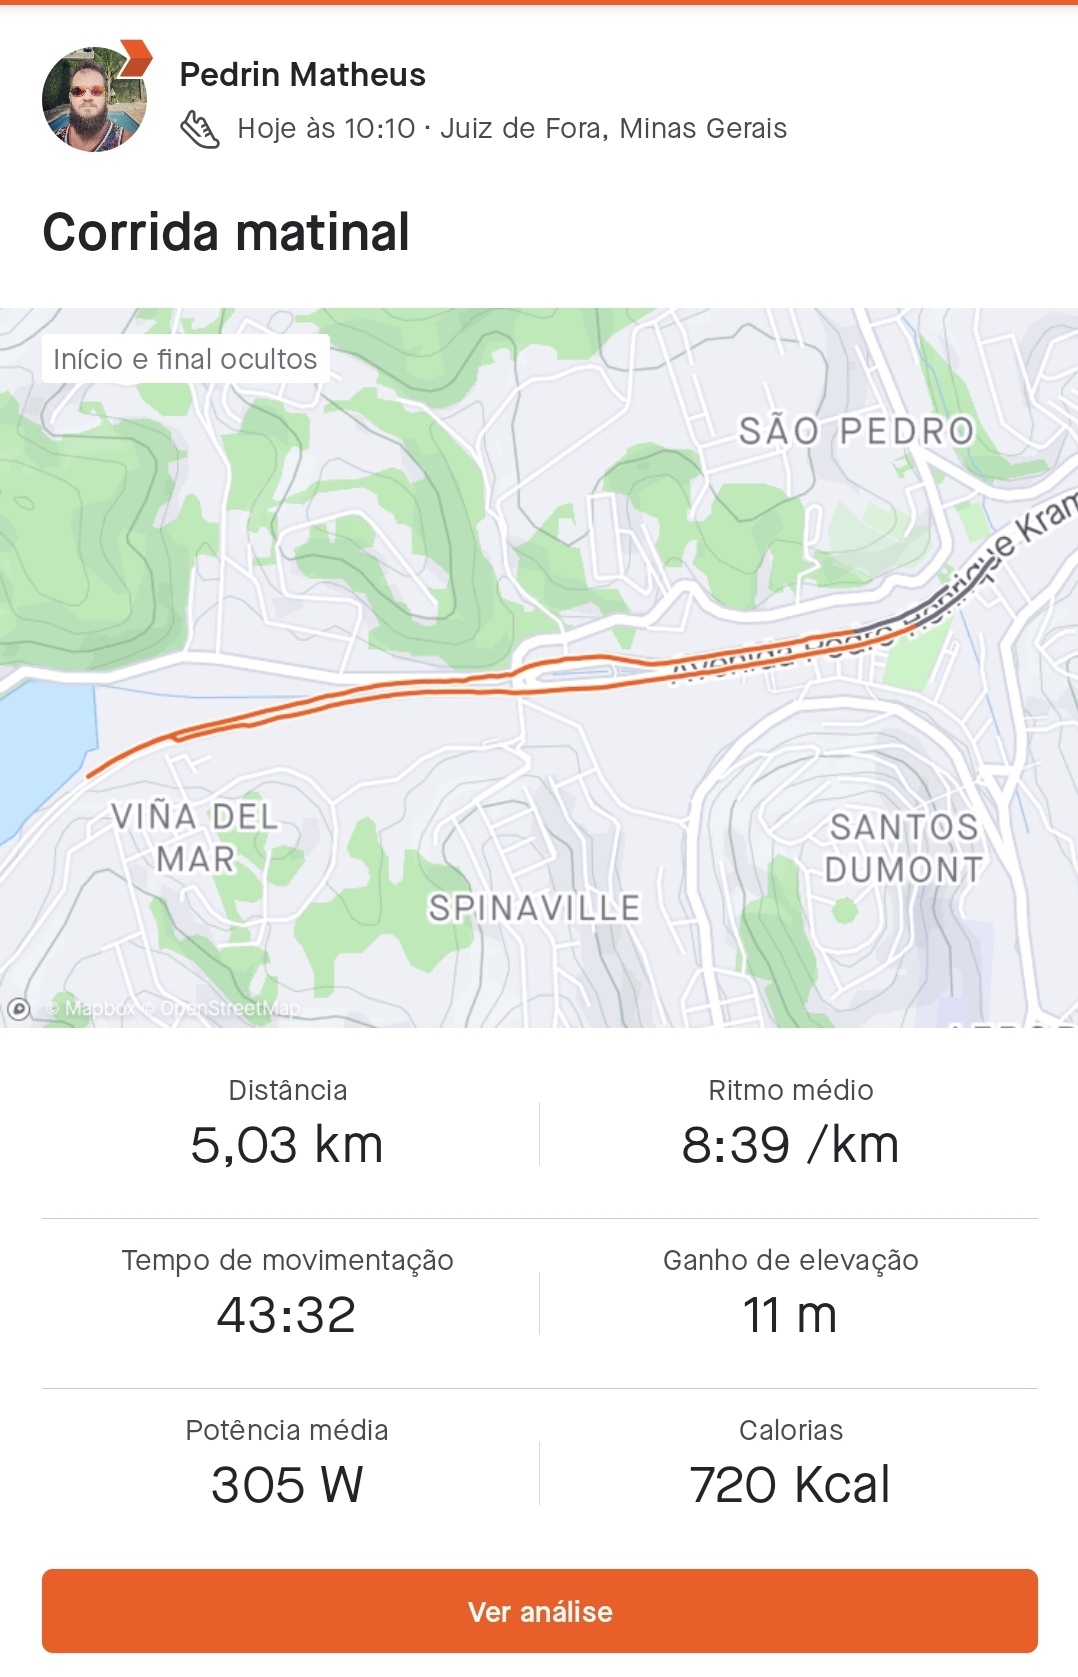 Pedrin Matheus
Hoje às 10:10 · Juiz de Fora, Minas Gerais
Corrida matinal
Início e final ocultos
SÃO PEDRO
Avenida Pedro Henrique Kram
VIÑA DEL
MAR
SANTOS
DUMONT
SPINAVILLE
© Mapbox © OpenStreetMap
Distância
5,03 km
Ritmo médio
8:39 /km
Tempo de movimentação
43:32
Ganho de elevação
11 m
Potência média
305 W
Calorias
720 Kcal
Ver análise